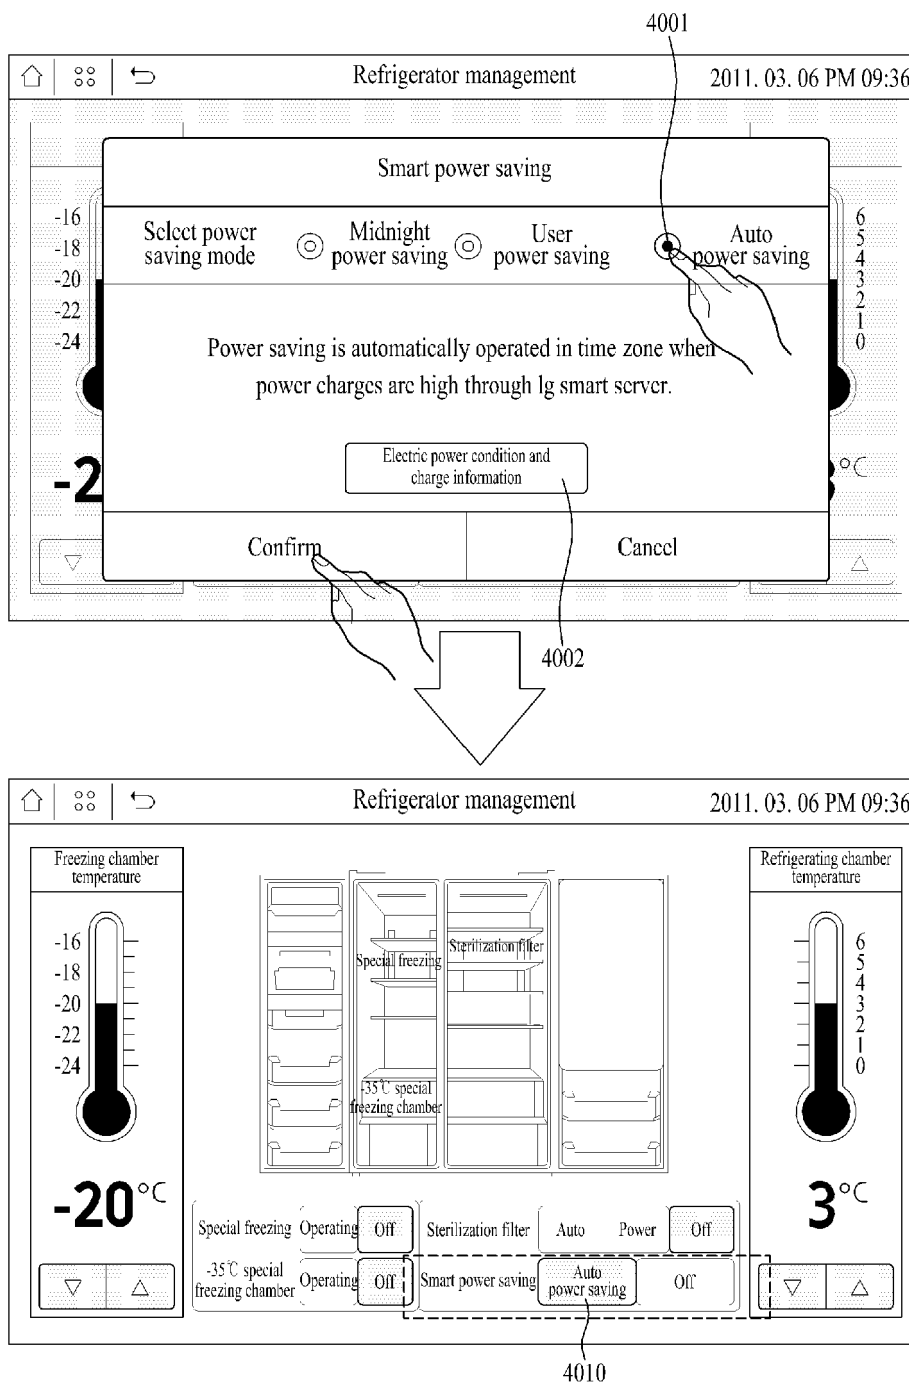 4001
Refrigerator management
2011. 03. 06 PM 09:36
Smart power saving
Select power
saving mode
Midnight
power saving
User
power saving
Auto
power saving
-16
-18
-20
-22
-24
6
5
4
3
2
1
0
Power saving is automatically operated in time zone when
power charges are high through lg smart server.
Electric power condition and
charge information
-2
°C
Confirm
Cancel
▽
△
4002
Refrigerator management
2011. 03. 06 PM 09:36
Freezing chamber
temperature
-16
-18
-20
-22
-24
-20°C
▽
△
Special freezing
Sterilization filter
-35℃ special
freezing chamber
Refrigerating chamber
temperature
6
5
4
3
2
1
0
3°C
▽
△
Special freezing Operating Off
Sterilization filter Auto Power Off
-35℃ special
freezing chamber
Operating Off
Smart power saving
Auto
power saving
Off
4010